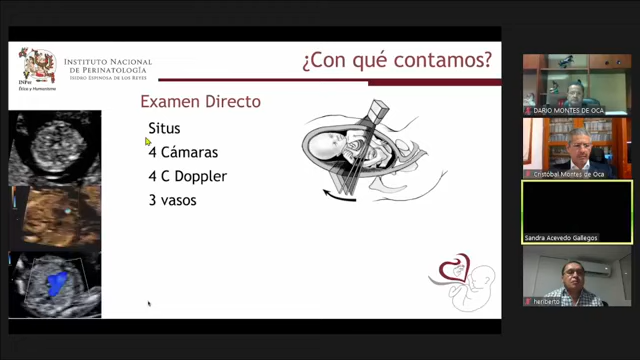 INSTITUTO NACIONAL
DE PERINATOLOGÍA
ISIDRO ESPINOSA DE LOS REYES
INPer
Ética y Humanismo
¿Con qué contamos?
Examen Directo
Situs
4 Cámaras
4 C Doppler
3 vasos
DARIO MONTES DE OCA
Cristóbal Montes de Oca
Sandra Acevedo Gallegos
heriberto